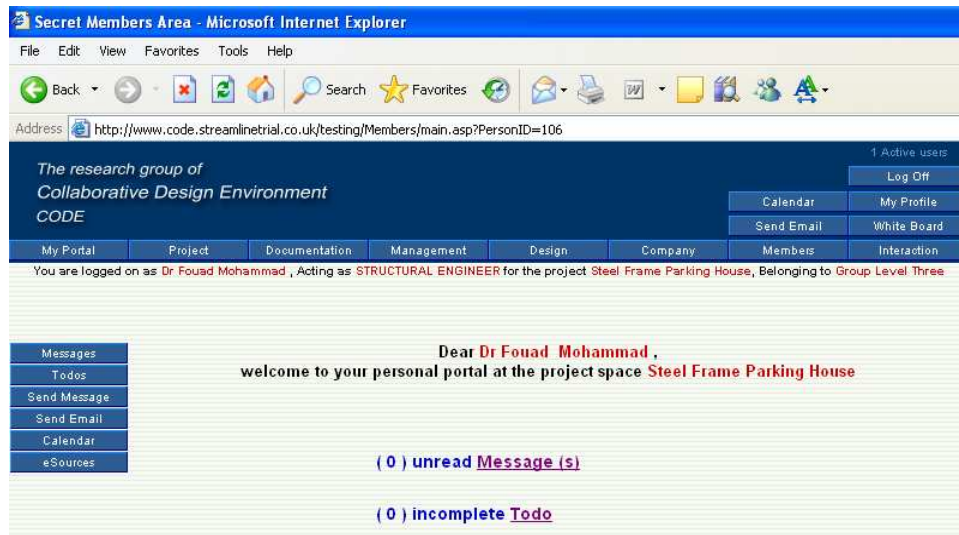 Secret Members Area - Microsoft Internet Explorer
File Edit View Favorites Tools Help
Back Search Favorites
Address http://www.code.streamlinetrial.co.uk/testing/Members/main.asp?PersonID=106
1 Active users
The research group of
Collaborative Design Environment
CODE
Log Off
Calendar My Profile
Send Email White Board
My Portal Project Documentation Management Design Company Members Interaction
You are logged on as Dr Fouad Mohammad , Acting as STRUCTURAL ENGINEER for the project Steel Frame Parking House, Belonging to Group Level Three
Messages
Todos
Send Message
Send Email
Calendar
eSources
Dear Dr Fouad Mohammad ,
welcome to your personal portal at the project space Steel Frame Parking House
( 0 ) unread Message (s)
( 0 ) incomplete Todo